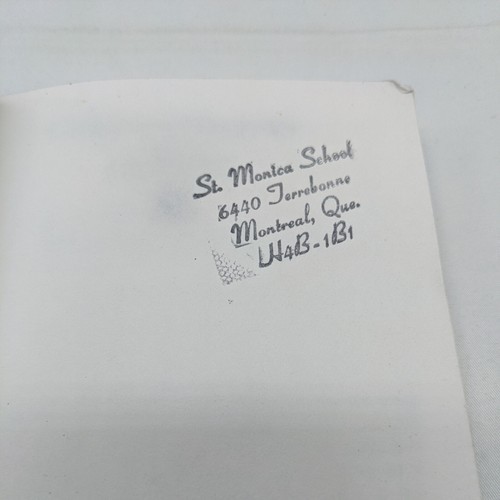 St. Monica School
6440 Terrebonne
Montreal, Que.
H4B-1B1